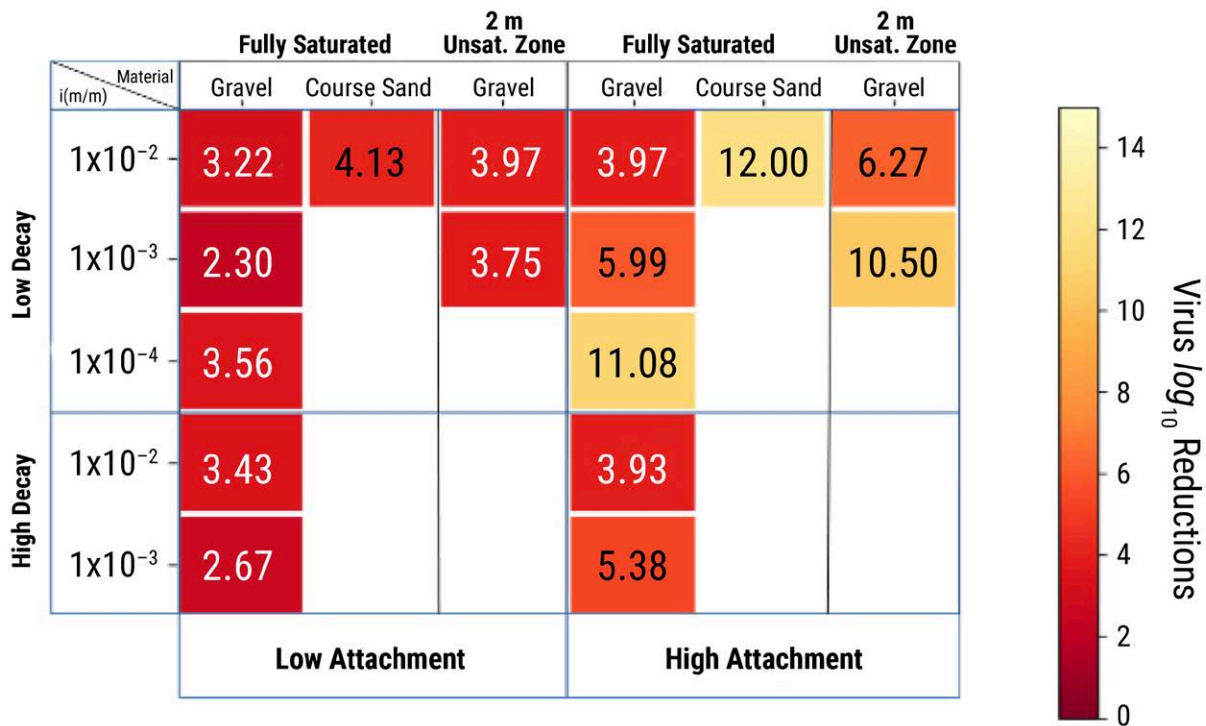 Fully Saturated
2 m
Unsat. Zone
Fully Saturated
2 m
Unsat. Zone
Material
i(m/m)
Gravel Course Sand Gravel Gravel Course Sand Gravel
Low Decay
1x10⁻² 3.22 4.13 3.97 3.97 12.00 6.27
1x10⁻³ 2.30 3.75 5.99 10.50
1x10⁻⁴ 3.56 11.08
High Decay
1x10⁻² 3.43 3.93
1x10⁻³ 2.67 5.38
Low Attachment High Attachment
14
12
10
8
6
4
2
0
Virus log₁₀ Reductions